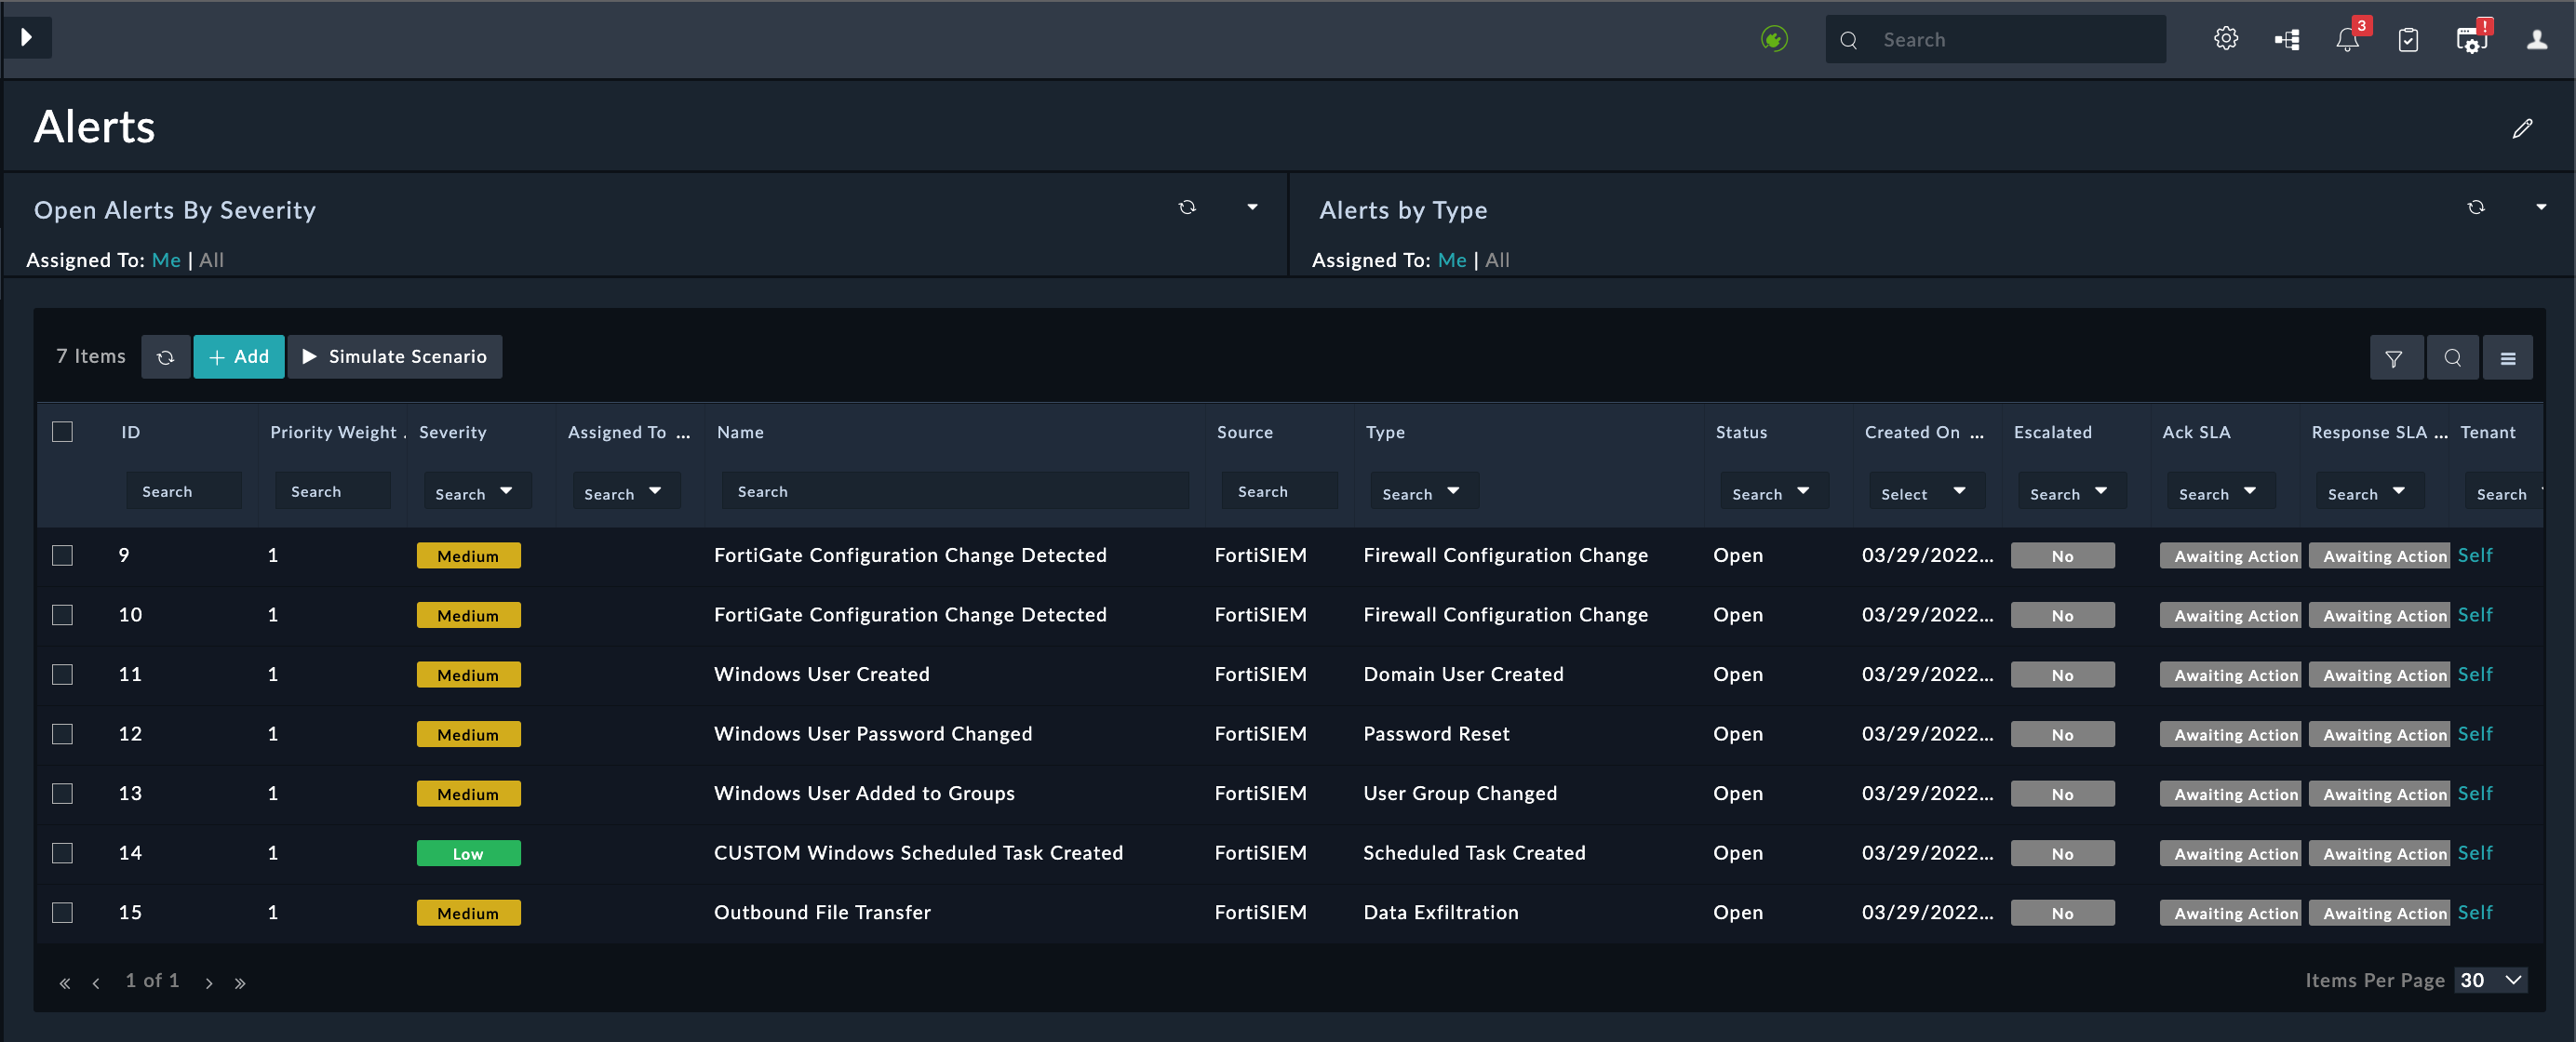 Search
3
!
Alerts
Open Alerts By Severity
Assigned To: Me | All
Alerts by Type
Assigned To: Me | All
7 Items + Add Simulate Scenario
ID Priority Weight . Severity Assigned To ... Name Source Type Status Created On ... Escalated Ack SLA Response SLA ... Tenant
Search Search Search Search Search Search Search Search Select Search Search Search Search
9 1 Medium FortiGate Configuration Change Detected FortiSIEM Firewall Configuration Change Open 03/29/2022... No Awaiting Action Awaiting Action Self
10 1 Medium FortiGate Configuration Change Detected FortiSIEM Firewall Configuration Change Open 03/29/2022... No Awaiting Action Awaiting Action Self
11 1 Medium Windows User Created FortiSIEM Domain User Created Open 03/29/2022... No Awaiting Action Awaiting Action Self
12 1 Medium Windows User Password Changed FortiSIEM Password Reset Open 03/29/2022... No Awaiting Action Awaiting Action Self
13 1 Medium Windows User Added to Groups FortiSIEM User Group Changed Open 03/29/2022... No Awaiting Action Awaiting Action Self
14 1 Low CUSTOM Windows Scheduled Task Created FortiSIEM Scheduled Task Created Open 03/29/2022... No Awaiting Action Awaiting Action Self
15 1 Medium Outbound File Transfer FortiSIEM Data Exfiltration Open 03/29/2022... No Awaiting Action Awaiting Action Self
« ‹ 1 of 1 › » Items Per Page 30